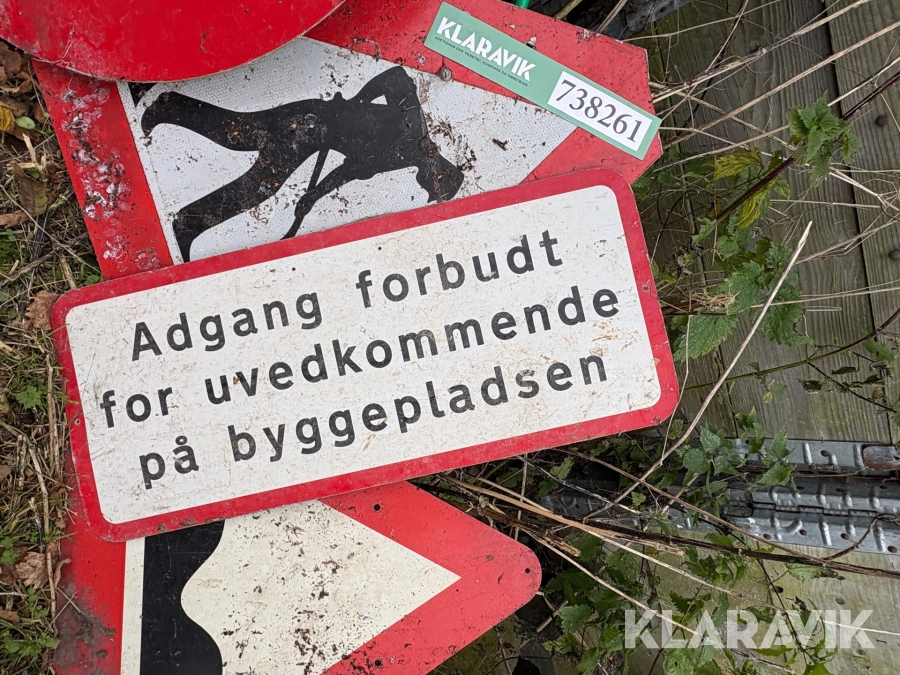 KLARAVIK
738261
Adgang forbudt
for uvedkommende
på byggepladsen
KLARAVIK